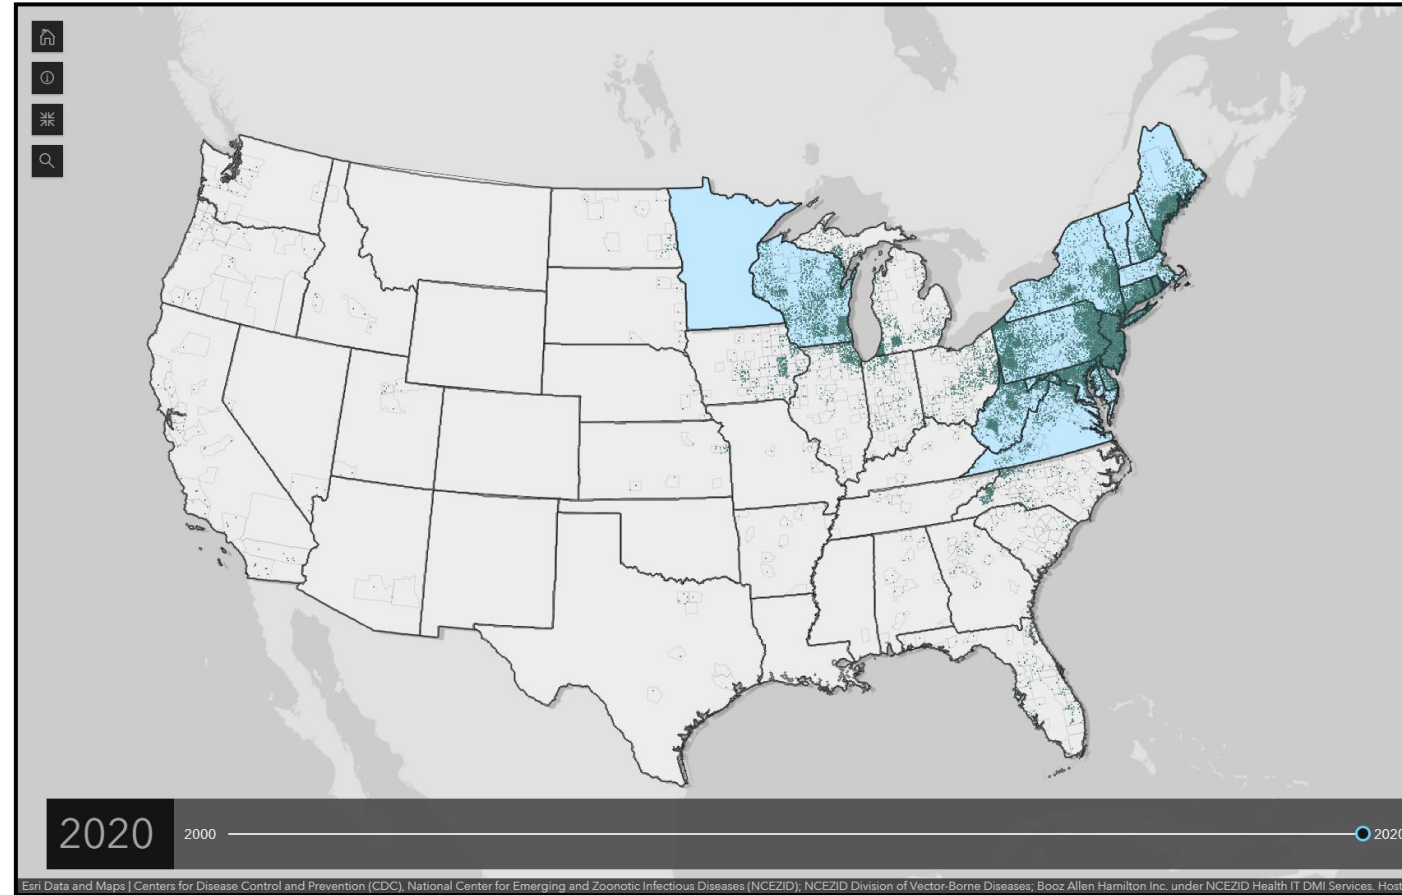 2020
2000
2020
Esri Data and Maps | Centers for Disease Control and Prevention (CDC), National Center for Emerging and Zoonotic Infectious Diseases (NCEZID); NCEZID Division of Vector-Borne Diseases; Booz Allen Hamilton Inc. under NCEZID Health IT DMI Services. Host